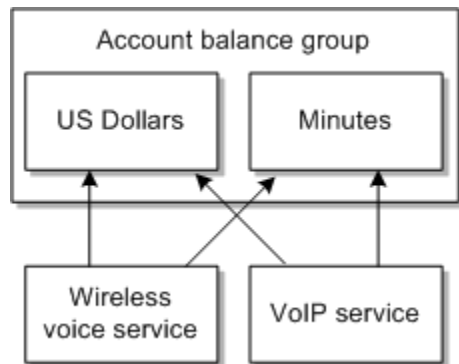 Account balance group
US Dollars
Minutes
Wireless
voice service
VoIP service